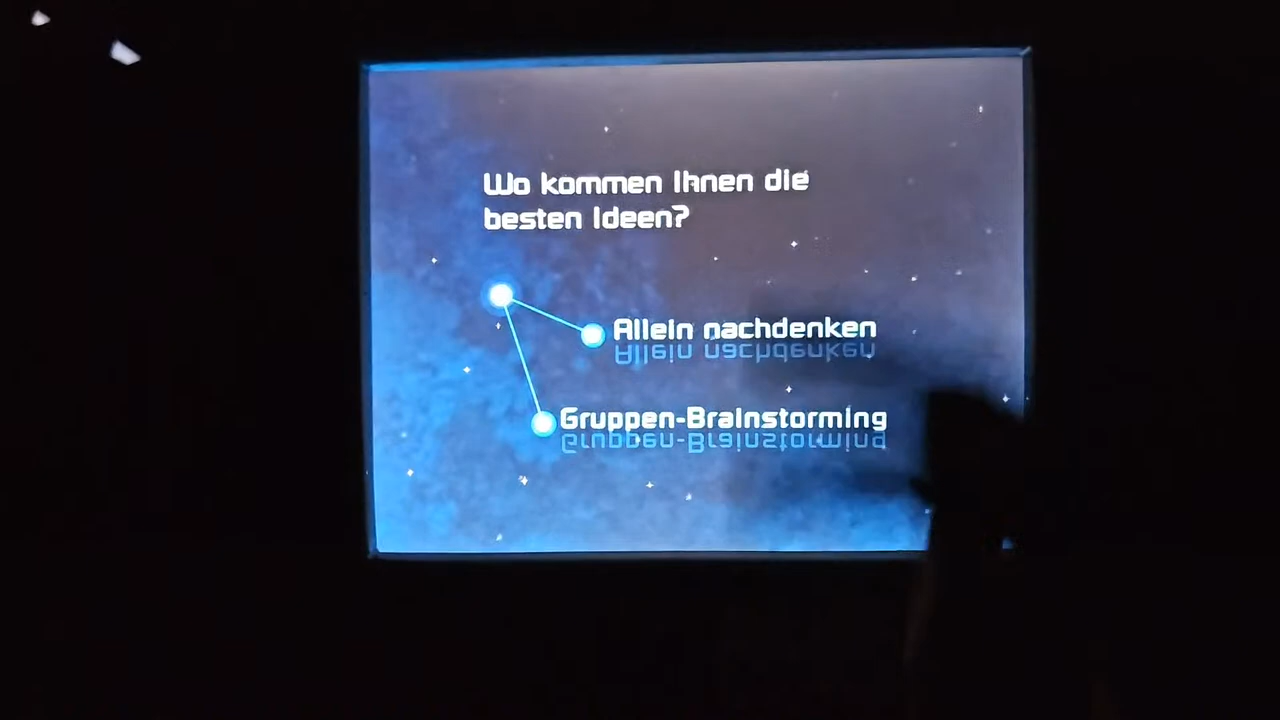 Wo kommen Ihnen die
besten Ideen?
Allein nachdenken
Gruppen-Brainstorming